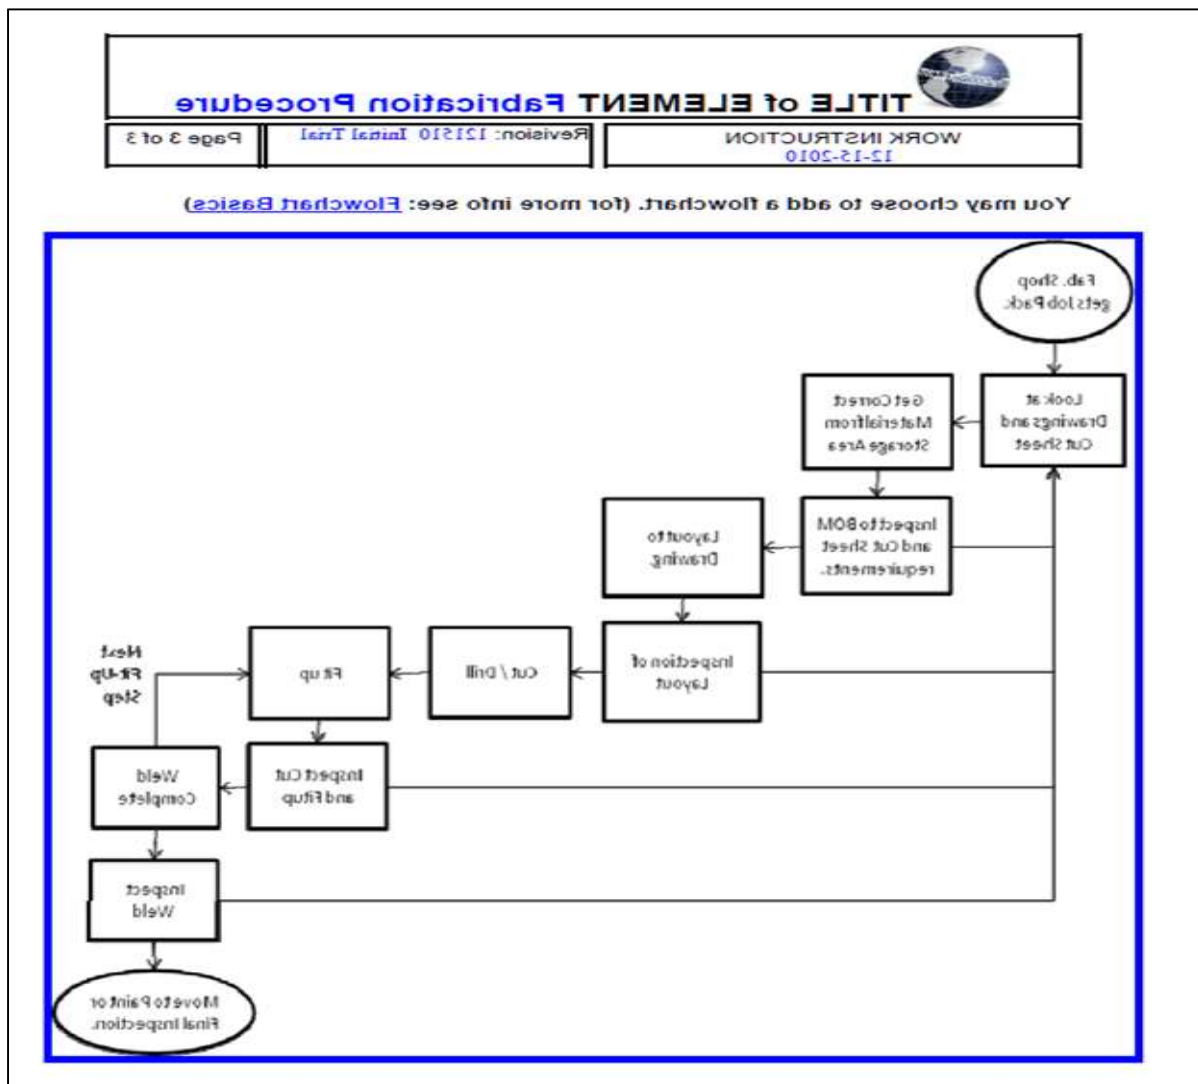 TITLE of ELEMENT Fabrication Procedure
WORK INSTRUCTION
12-15-2010
Revision: 121510 Initial Trial
Page 3 of 3
You may choose to add a flowchart. (for more info see: Flowchart Basics)
Fab. Shop
gets Job Pack.
Look at
Drawings and
Cut Sheet
Get Correct
Material from
Storage Area
Inspect to BOM
and Cut Sheet
requirements.
Layout to
Drawing.
Inspection of
Layout
Cut / Drill
Fit up
Next
Fit-Up
Step
Inspect Cut
and Fitup
Weld
Complete
Inspect
Weld
Move to Paint or
Final Inspection.